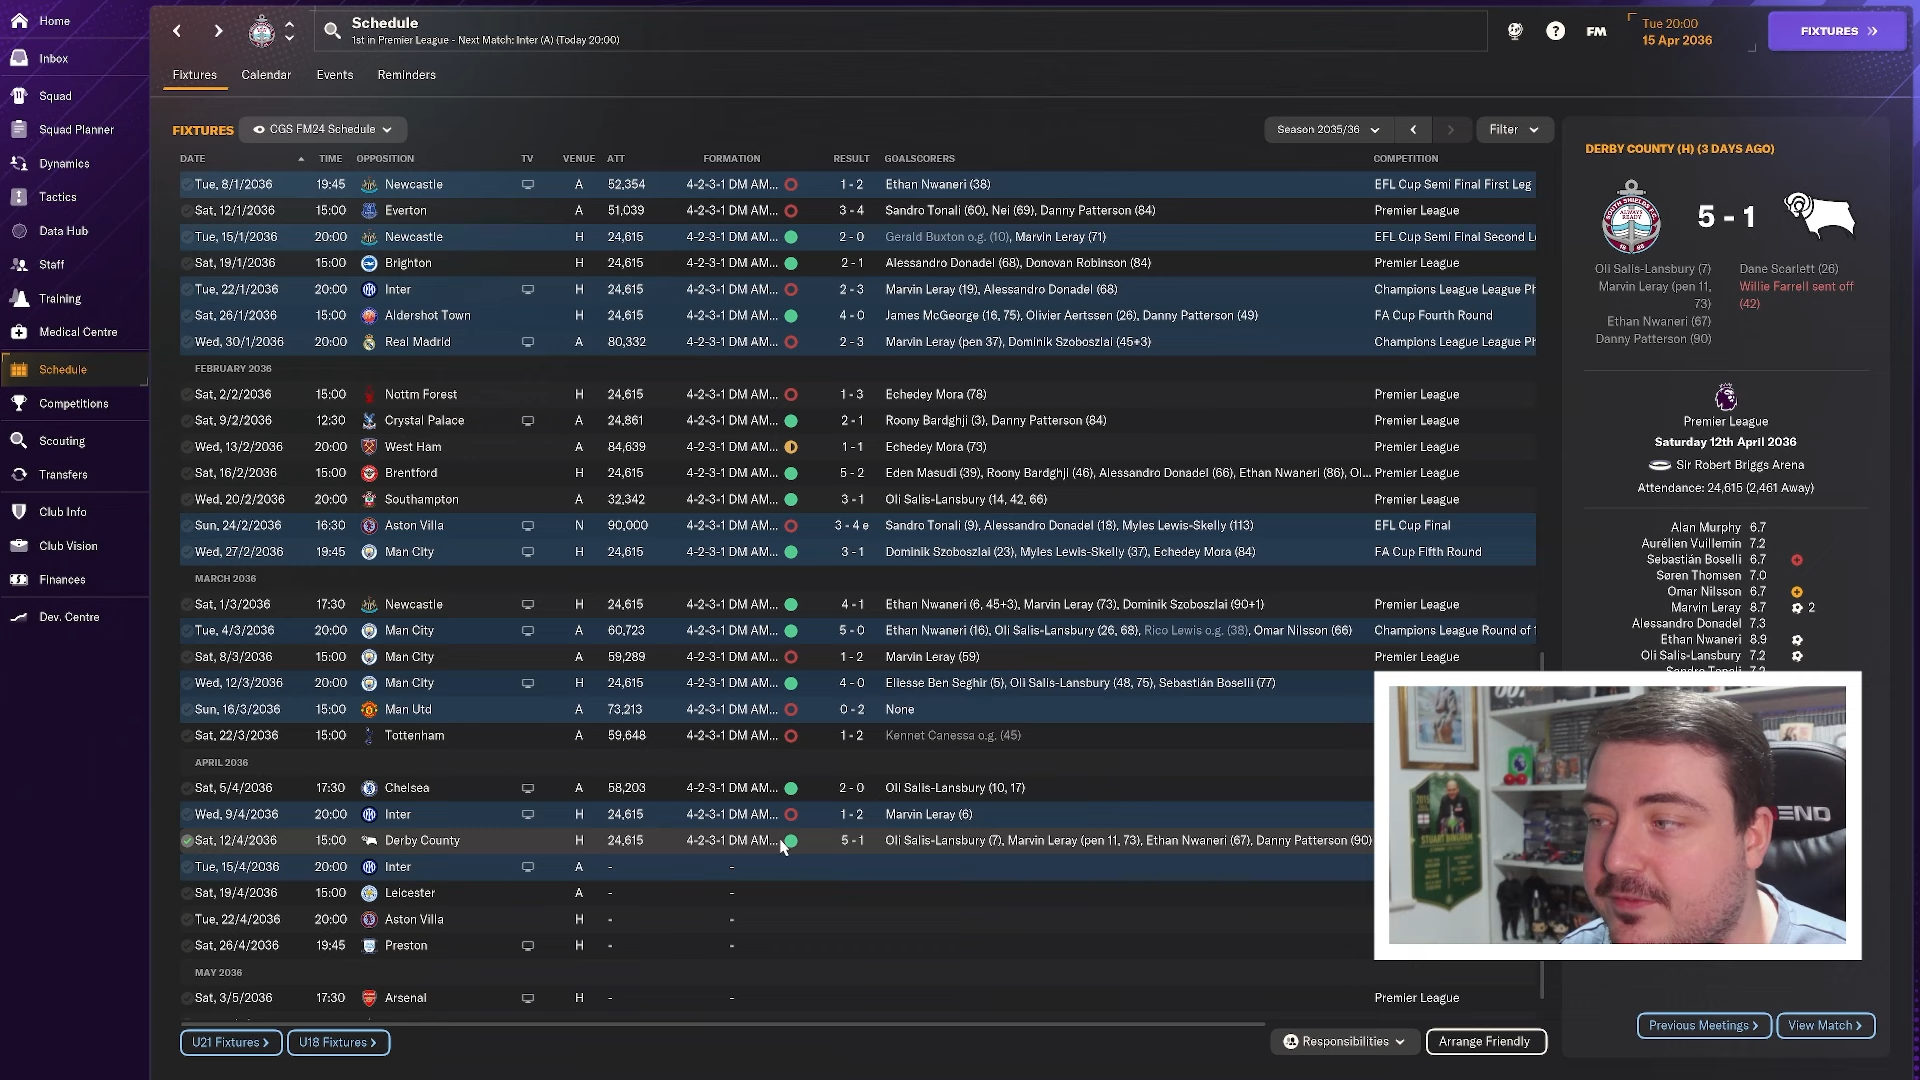 Home
Inbox
Squad
Squad Planner
Dynamics
Tactics
Data Hub
Staff
Training
Medical Centre
Schedule
Competitions
Scouting
Transfers
Club Info
Club Vision
Finances
Dev. Centre
Schedule
1st in Premier League - Next Match: Inter (A) (Today 20:00)
FM
Tue 20:00
15 Apr 2036
FIXTURES
Fixtures Calendar Events Reminders
FIXTURES CGS FM24 Schedule Season 2035/36 Filter
DATE TIME OPPOSITION TV VENUE ATT FORMATION RESULT GOALSCORERS COMPETITION
Tue, 8/1/2036 19:45 Newcastle A 52,354 4-2-3-1 DM AM... 1 - 2 Ethan Nwaneri (38) EFL Cup Semi Final First Leg
Sat, 12/1/2036 15:00 Everton A 51,039 4-2-3-1 DM AM... 3 - 4 Sandro Tonali (60), Nei (69), Danny Patterson (84) Premier League
Tue, 15/1/2036 20:00 Newcastle H 24,615 4-2-3-1 DM AM... 2 - 0 Gerald Buxton o.g. (10), Marvin Leray (71) EFL Cup Semi Final Second L
Sat, 19/1/2036 15:00 Brighton H 24,615 4-2-3-1 DM AM... 2 - 1 Alessandro Donadel (68), Donovan Robinson (84) Premier League
Tue, 22/1/2036 20:00 Inter H 24,615 4-2-3-1 DM AM... 2 - 3 Marvin Leray (19), Alessandro Donadel (68) Champions League League Ph
Sat, 26/1/2036 15:00 Aldershot Town H 24,615 4-2-3-1 DM AM... 4 - 0 James McGeorge (16, 75), Olivier Aertssen (26), Danny Patterson (49) FA Cup Fourth Round
Wed, 30/1/2036 20:00 Real Madrid A 80,332 4-2-3-1 DM AM... 2 - 3 Marvin Leray (pen 37), Dominik Szoboszlai (45+3) Champions League League Ph
FEBRUARY 2036
Sat, 2/2/2036 15:00 Nottm Forest H 24,615 4-2-3-1 DM AM... 1 - 3 Echedey Mora (78) Premier League
Sat, 9/2/2036 12:30 Crystal Palace A 24,861 4-2-3-1 DM AM... 2 - 1 Roony Bardghji (3), Danny Patterson (84) Premier League
Wed, 13/2/2036 20:00 West Ham A 84,639 4-2-3-1 DM AM... 1 - 1 Echedey Mora (73) Premier League
Sat, 16/2/2036 15:00 Brentford H 24,615 4-2-3-1 DM AM... 5 - 2 Eden Masudi (39), Roony Bardghji (46), Alessandro Donadel (66), Ethan Nwaneri (86), Ol... Premier League
Wed, 20/2/2036 20:00 Southampton A 32,342 4-2-3-1 DM AM... 3 - 1 Oli Salis-Lansbury (14, 42, 66) Premier League
Sun, 24/2/2036 16:30 Aston Villa N 90,000 4-2-3-1 DM AM... 3 - 4 e Sandro Tonali (9), Alessandro Donadel (18), Myles Lewis-Skelly (113) EFL Cup Final
Wed, 27/2/2036 19:45 Man City H 24,615 4-2-3-1 DM AM... 3 - 1 Dominik Szoboszlai (23), Myles Lewis-Skelly (37), Echedey Mora (84) FA Cup Fifth Round
MARCH 2036
Sat, 1/3/2036 17:30 Newcastle H 24,615 4-2-3-1 DM AM... 4 - 1 Ethan Nwaneri (6, 45+3), Marvin Leray (73), Dominik Szoboszlai (90+1) Premier League
Tue, 4/3/2036 20:00 Man City A 60,723 4-2-3-1 DM AM... 5 - 0 Ethan Nwaneri (16), Oli Salis-Lansbury (26, 68), Rico Lewis o.g. (38), Omar Nilsson (66) Champions League Round of 1
Sat, 8/3/2036 15:00 Man City A 59,289 4-2-3-1 DM AM... 1 - 2 Marvin Leray (59) Premier League
Wed, 12/3/2036 20:00 Man City H 24,615 4-2-3-1 DM AM... 4 - 0 Eliesse Ben Seghir (5), Oli Salis-Lansbury (48, 75), Sebastián Boselli (77)
Sun, 16/3/2036 15:00 Man Utd A 73,213 4-2-3-1 DM AM... 0 - 2 None
Sat, 22/3/2036 15:00 Tottenham A 59,648 4-2-3-1 DM AM... 1 - 2 Kennet Canessa o.g. (45)
APRIL 2036
Sat, 5/4/2036 17:30 Chelsea A 58,203 4-2-3-1 DM AM... 2 - 0 Oli Salis-Lansbury (10, 17)
Wed, 9/4/2036 20:00 Inter H 24,615 4-2-3-1 DM AM... 1 - 2 Marvin Leray (6)
Sat, 12/4/2036 15:00 Derby County H 24,615 4-2-3-1 DM AM... 5 - 1 Oli Salis-Lansbury (7), Marvin Leray (pen 11, 73), Ethan Nwaneri (67), Danny Patterson (90)
Tue, 15/4/2036 20:00 Inter A - -
Sat, 19/4/2036 15:00 Leicester A - -
Tue, 22/4/2036 20:00 Aston Villa H - -
Sat, 26/4/2036 19:45 Preston H - -
MAY 2036
Sat, 3/5/2036 17:30 Arsenal H - - Premier League
U21 Fixtures U18 Fixtures Responsibilities Arrange Friendly
DERBY COUNTY (H) (3 DAYS AGO)
SOUTH SHIELDS F.C.
ALWAYS READY
5 - 1
Oli Salis-Lansbury (7)
Marvin Leray (pen 11, 73)
Ethan Nwaneri (67)
Danny Patterson (90)
Dane Scarlett (26)
Willie Farrell sent off (42)
Premier League
Saturday 12th April 2036
Sir Robert Briggs Arena
Attendance: 24,615 (2,461 Away)
Alan Murphy 6.7
Aurélien Vuillemin 7.2
Sebastián Boselli 6.7
Søren Thomsen 7.0
Omar Nilsson 6.7
Marvin Leray 8.7 2
Alessandro Donadel 7.3
Ethan Nwaneri 8.9
Oli Salis-Lansbury 7.2
STUART BINGHAM
END
Previous Meetings View Match